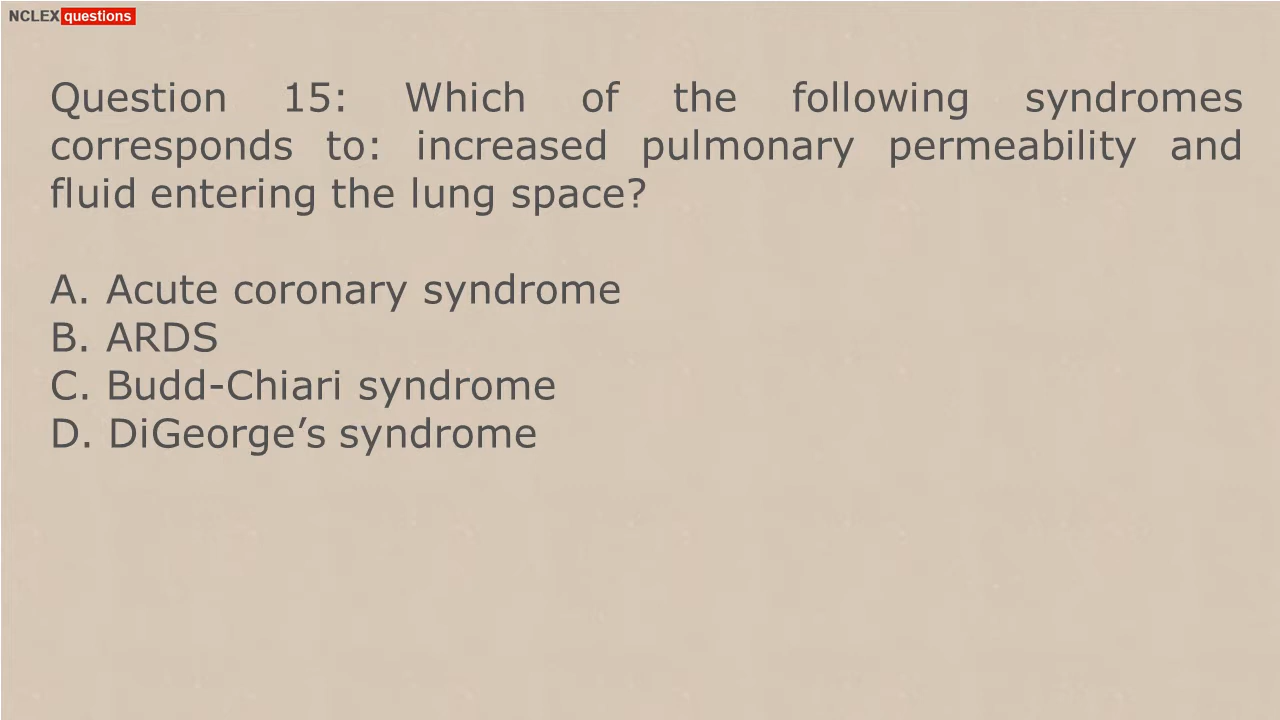 NCLEX questions
Question 15: Which of the following syndromes
corresponds to: increased pulmonary permeability and
fluid entering the lung space?
A. Acute coronary syndrome
B. ARDS
C. Budd-Chiari syndrome
D. DiGeorge’s syndrome